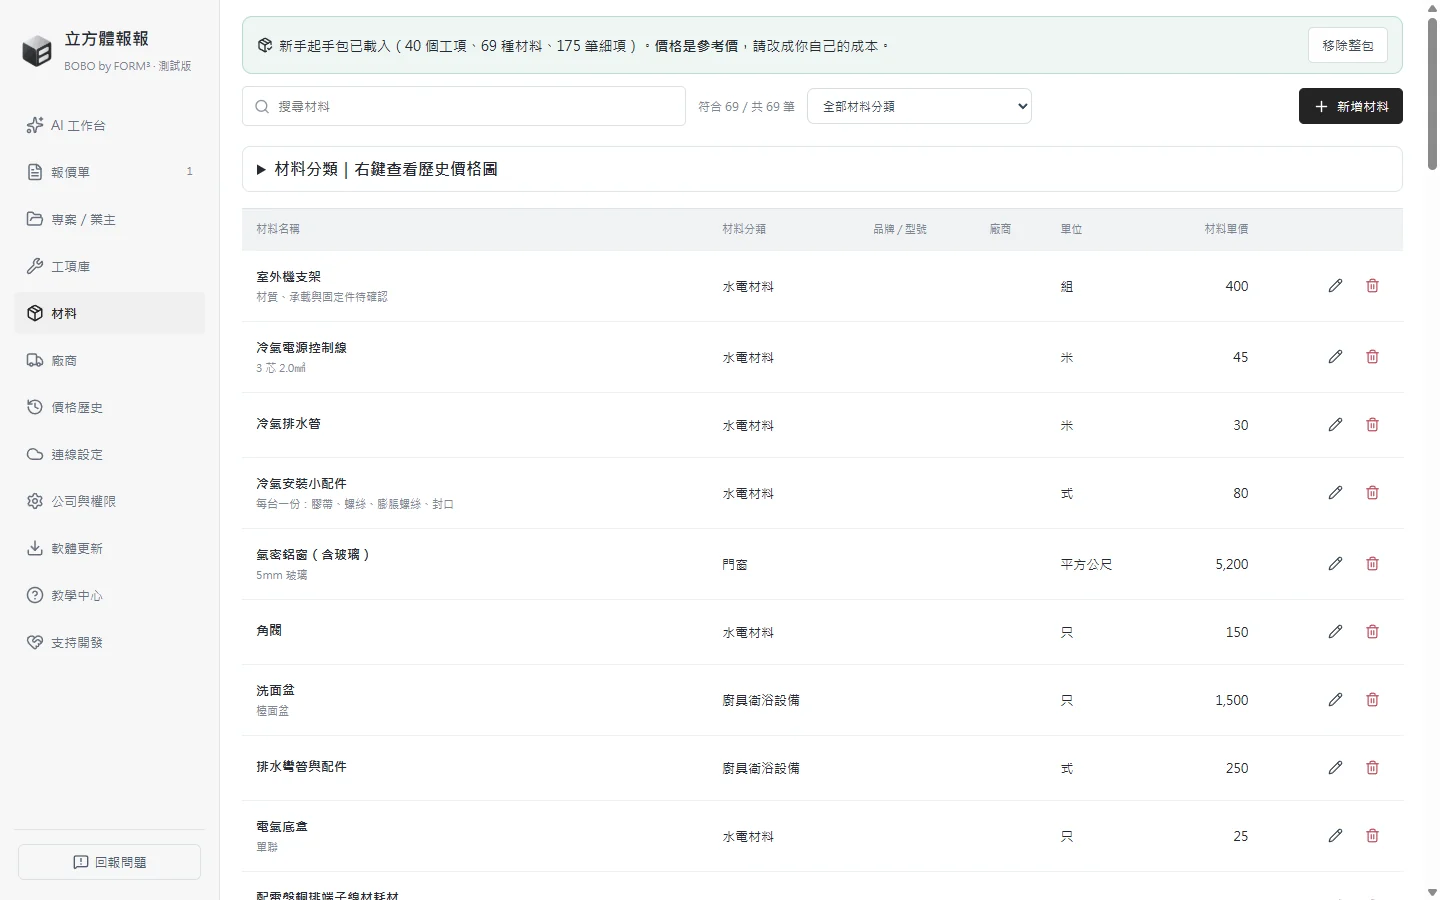 立方體報報
BOBO by FORM³ · 測試版
AI 工作台
報價單 1
專案 / 業主
工項庫
材料
廠商
價格歷史
連線設定
公司與權限
軟體更新
教學中心
支持開發
回報問題
新手起手包已載入（40 個工項、69 種材料、175 筆細項）。價格是參考價，請改成你自己的成本。
移除整包
搜尋材料
符合 69 / 共 69 筆
全部材料分類
新增材料
材料分類｜右鍵查看歷史價格圖
材料名稱 材料分類 品牌 / 型號 廠商 單位 材料單價
室外機支架
材質、承載與固定件待確認
水電材料 組 400
冷氣電源控制線
3 芯 2.0㎟
水電材料 米 45
冷氣排水管
水電材料 米 30
冷氣安裝小配件
每台一份：膠帶、螺絲、膨脹螺絲、封口
水電材料 式 80
氣密鋁窗（含玻璃）
5mm 玻璃
門窗 平方公尺 5,200
角閥
水電材料 只 150
洗面盆
檯面盆
廚具衛浴設備 只 1,500
排水彎管與配件
廚具衛浴設備 式 250
電氣底盒
單聯
水電材料 只 25
配電盤銅排端子線材耗材